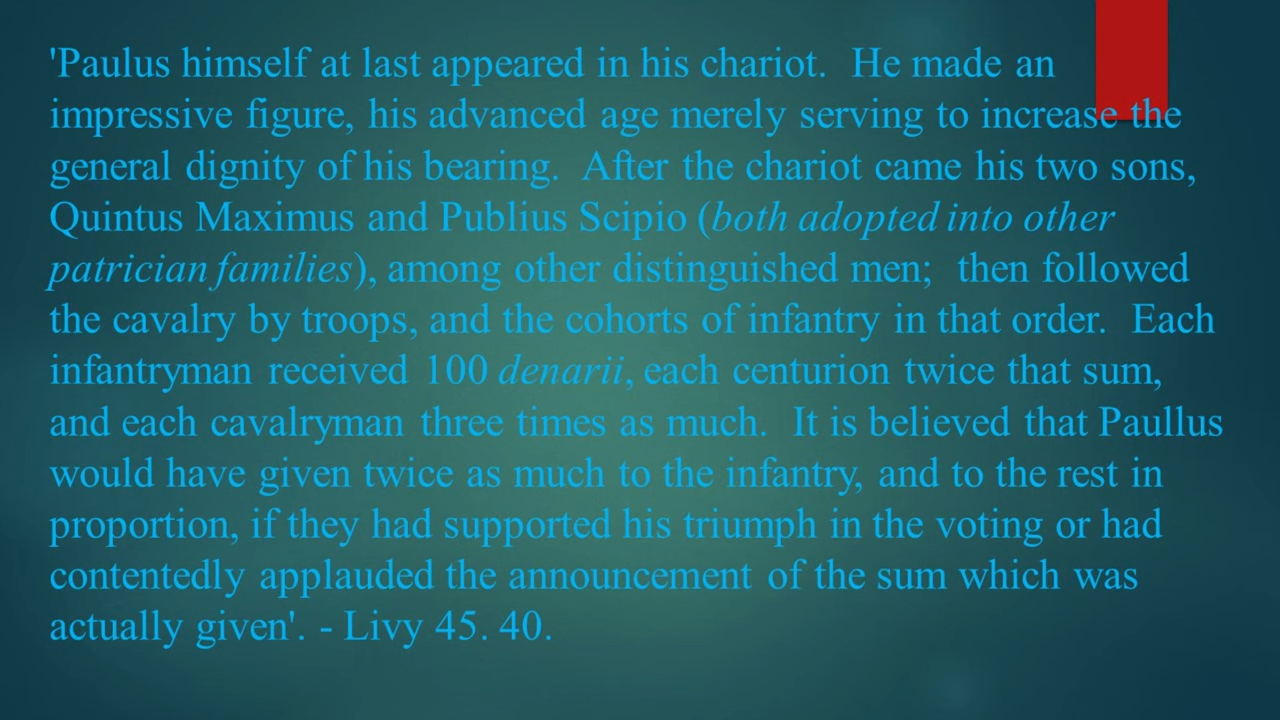 'Paulus himself at last appeared in his chariot.  He made an
impressive figure, his advanced age merely serving to increase the
general dignity of his bearing.  After the chariot came his two sons,
Quintus Maximus and Publius Scipio (both adopted into other
patrician families), among other distinguished men;  then followed
the cavalry by troops, and the cohorts of infantry in that order.  Each
infantryman received 100 denarii, each centurion twice that sum,
and each cavalryman three times as much.  It is believed that Paullus
would have given twice as much to the infantry, and to the rest in
proportion, if they had supported his triumph in the voting or had
contentedly applauded the announcement of the sum which was
actually given'. - Livy 45. 40.